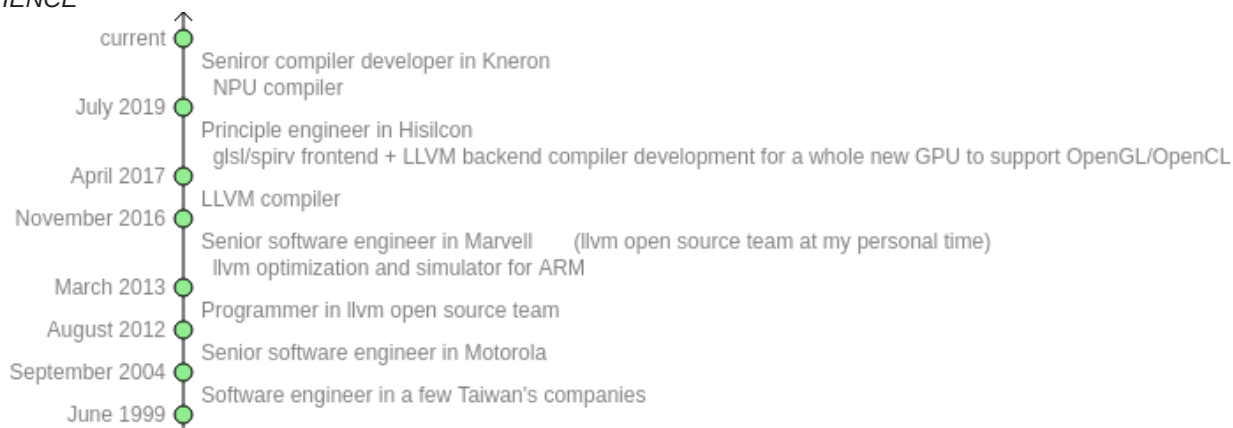 IENCE
current
Seniror compiler developer in Kneron
NPU compiler
July 2019
Principle engineer in Hisilcon
glsl/spirv frontend + LLVM backend compiler development for a whole new GPU to support OpenGL/OpenCL
April 2017
LLVM compiler
November 2016
Senior software engineer in Marvell (llvm open source team at my personal time)
llvm optimization and simulator for ARM
March 2013
Programmer in llvm open source team
August 2012
Senior software engineer in Motorola
September 2004
Software engineer in a few Taiwan's companies
June 1999